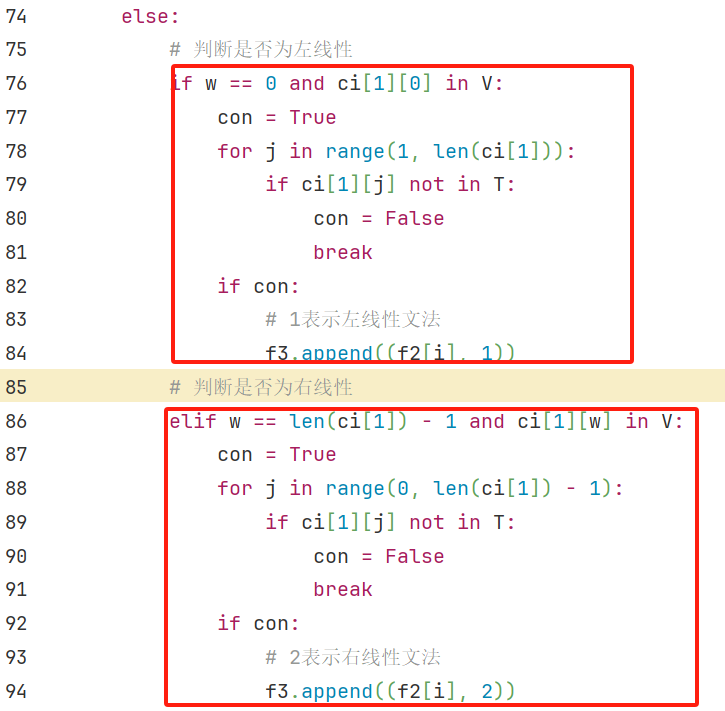 74 else:
75 # 判断是否为左线性
76 if w == 0 and ci[1][0] in V:
77 con = True
78 for j in range(1, len(ci[1])):
79 if ci[1][j] not in T:
80 con = False
81 break
82 if con:
83 # 1表示左线性文法
84 f3.append((f2[i], 1))
85 # 判断是否为右线性
86 elif w == len(ci[1]) - 1 and ci[1][w] in V:
87 con = True
88 for j in range(0, len(ci[1]) - 1):
89 if ci[1][j] not in T:
90 con = False
91 break
92 if con:
93 # 2表示右线性文法
94 f3.append((f2[i], 2))